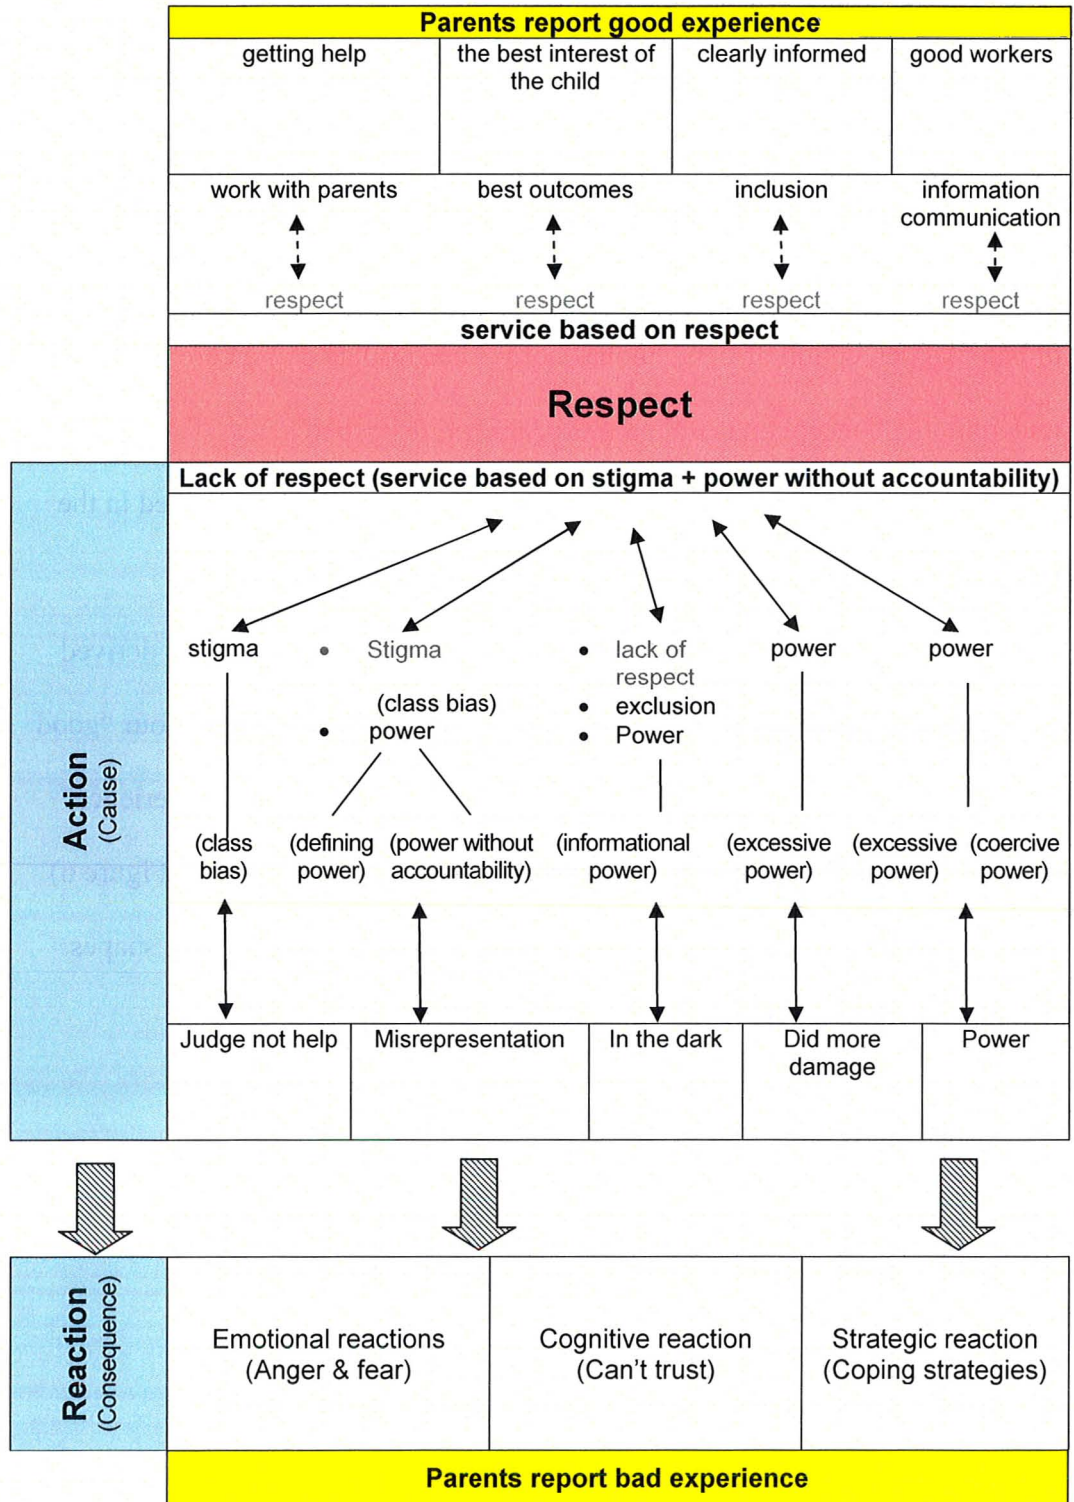 Parents report good experience
getting help
the best interest of
the child
clearly informed
good workers
work with parents
best outcomes
inclusion
information
communication
respect
respect
respect
respect
service based on respect
Respect
Lack of respect (service based on stigma + power without accountability)
Action
(Cause)
stigma
• Stigma
(class bias)
• power
• lack of
respect
• exclusion
• Power
power
power
(class
bias)
(defining
power)
(power without
accountability)
(informational
power)
(excessive
power)
(excessive
power)
(coercive
power)
Judge not help
Misrepresentation
In the dark
Did more
damage
Power
Reaction
(Consequence)
Emotional reactions
(Anger & fear)
Cognitive reaction
(Can't trust)
Strategic reaction
(Coping strategies)
Parents report bad experience